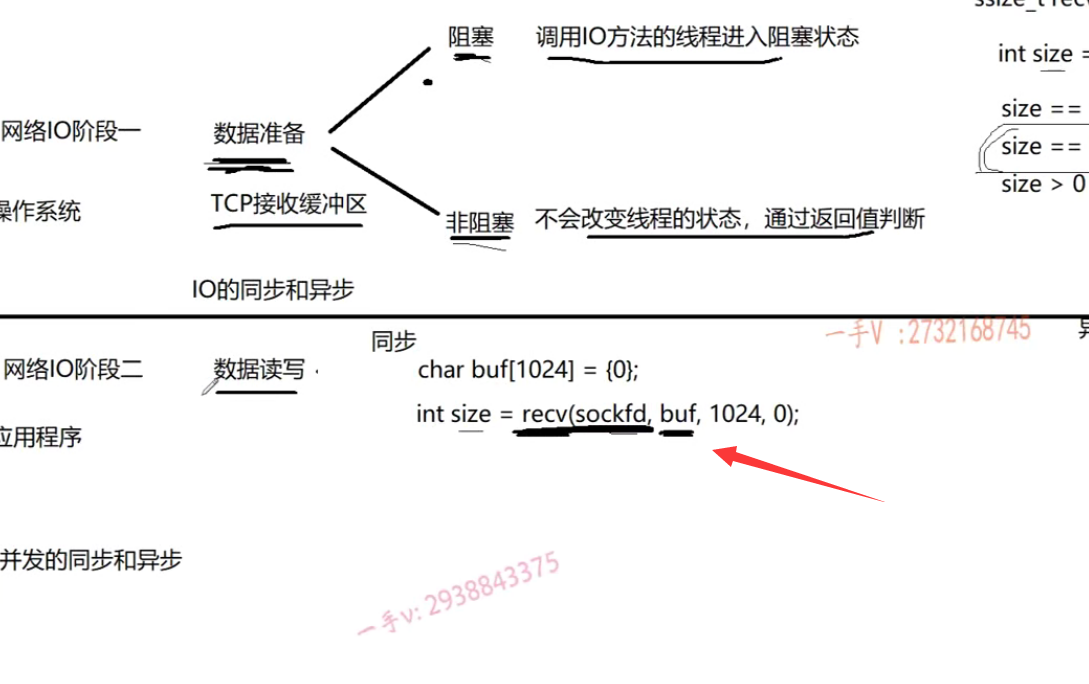 ssize_t recv
阻塞 调用IO方法的线程进入阻塞状态
int size =
size ==
网络IO阶段一 数据准备
size ==
size > 0
操作系统 TCP接收缓冲区
非阻塞 不会改变线程的状态，通过返回值判断
IO的同步和异步
一手V :2732168745
同步
网络IO阶段二 数据读写
char buf[1024] = {0};
int size = recv(sockfd, buf, 1024, 0);
应用程序
并发的同步和异步
一手v: 2938843375